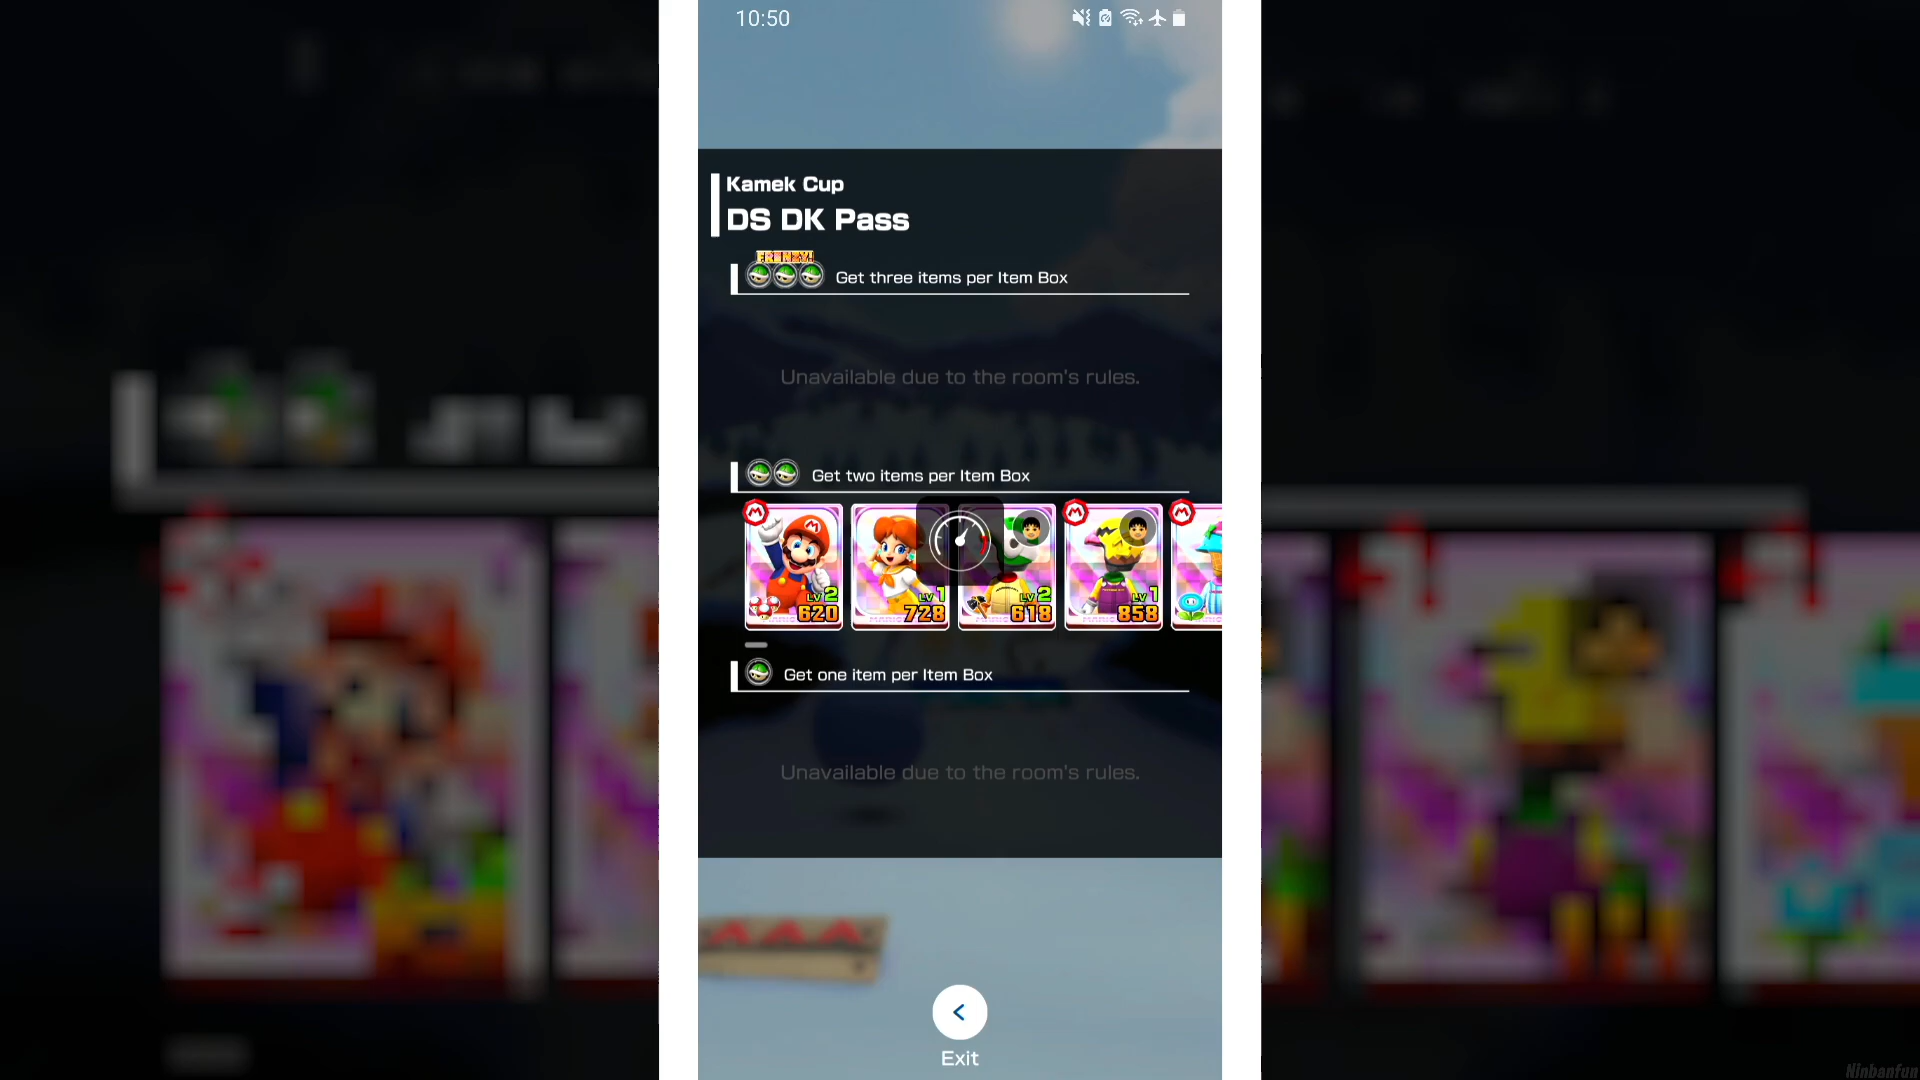 10:50
Kamek Cup
DS DK Pass
FRENZY!
Get three items per Item Box
Unavailable due to the room's rules.
Get two items per Item Box
LV 2
620
LV 1
728
LV 2
618
LV 1
858
Get one item per Item Box
Unavailable due to the room's rules.
Exit
Ninbanfun